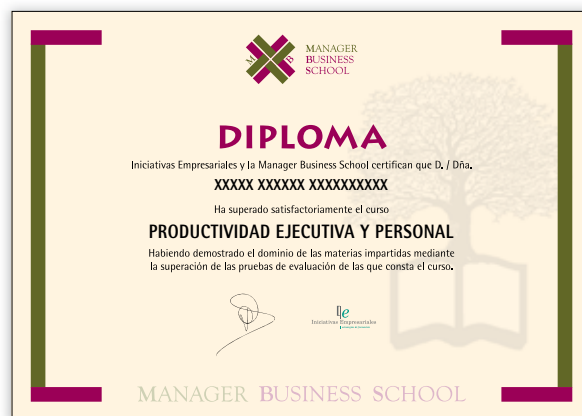 M B
MANAGER
BUSINESS
SCHOOL
DIPLOMA
Iniciativas Empresariales y la Manager Business School certifican que D. / Dña.
XXXXX XXXXXX XXXXXXXXXX
Ha superado satisfactoriamente el curso
PRODUCTIVIDAD EJECUTIVA Y PERSONAL
Habiendo demostrado el dominio de las materias impartidas mediante
la superación de las pruebas de evaluación de las que consta el curso.
Iniciativas Empresariales
MANAGER BUSINESS SCHOOL